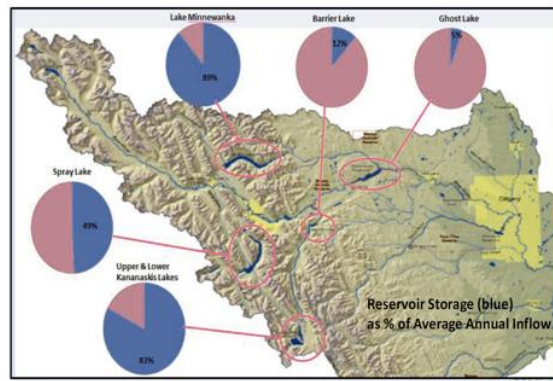 Lake Minnewanka
Barrier Lake
Ghost Lake
89%
12%
5%
Spray Lake
49%
Calgary
Upper & Lower
Kananaskis Lakes
83%
Reservoir Storage (blue)
as % of Average Annual Inflow